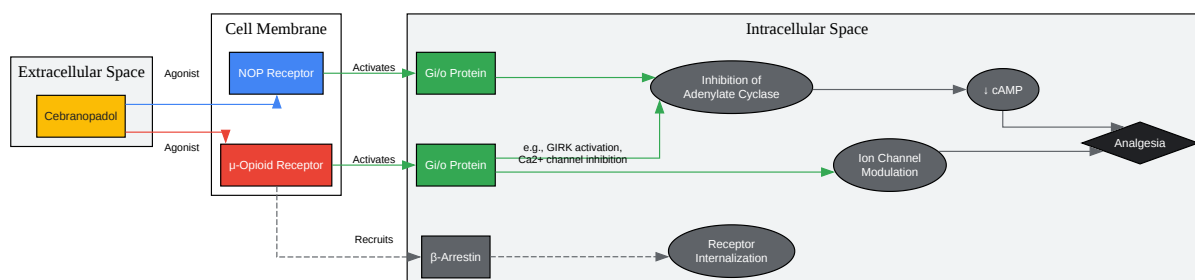 Cell Membrane
Intracellular Space
Extracellular Space
Agonist
NOP Receptor
Activates
Gi/o Protein
Inhibition of
Adenylate Cyclase
↓ cAMP
Cebranopadol
Agonist
μ-Opioid Receptor
Activates
Gi/o Protein
e.g., GIRK activation,
Ca2+ channel inhibition
Ion Channel
Modulation
Analgesia
Recruits
β-Arrestin
Receptor
Internalization